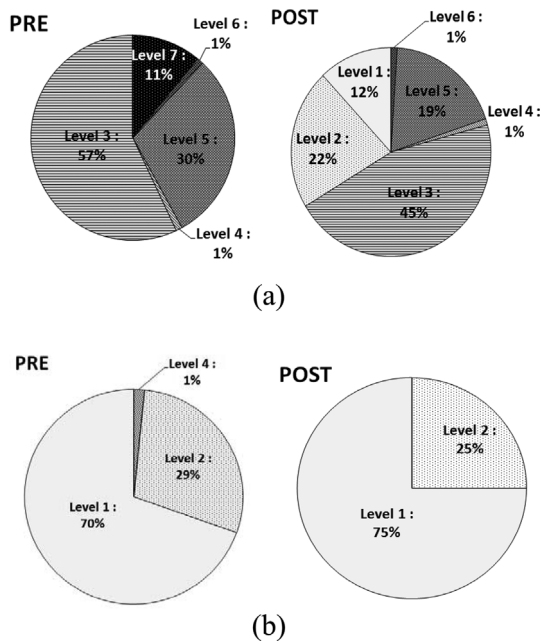 PRE
Level 7 :
11%
Level 6 :
1%
Level 5 :
30%
Level 4 :
1%
Level 3 :
57%
POST
Level 6 :
1%
Level 5 :
19%
Level 4 :
1%
Level 3 :
45%
Level 2 :
22%
Level 1 :
12%
(a)
PRE
Level 4 :
1%
Level 2 :
29%
Level 1 :
70%
POST
Level 2 :
25%
Level 1 :
75%
(b)